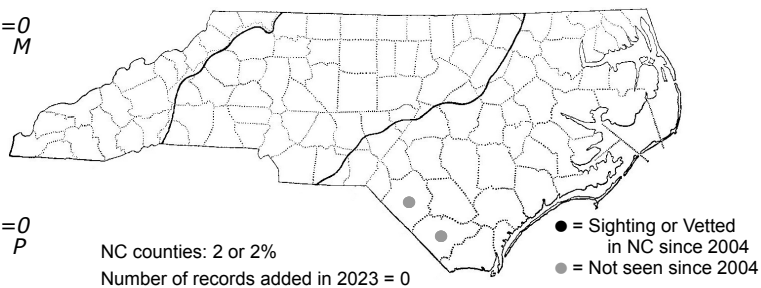 =0
M
=0
P
NC counties: 2 or 2%
Number of records added in 2023 = 0
● = Sighting or Vetted
in NC since 2004
● = Not seen since 2004